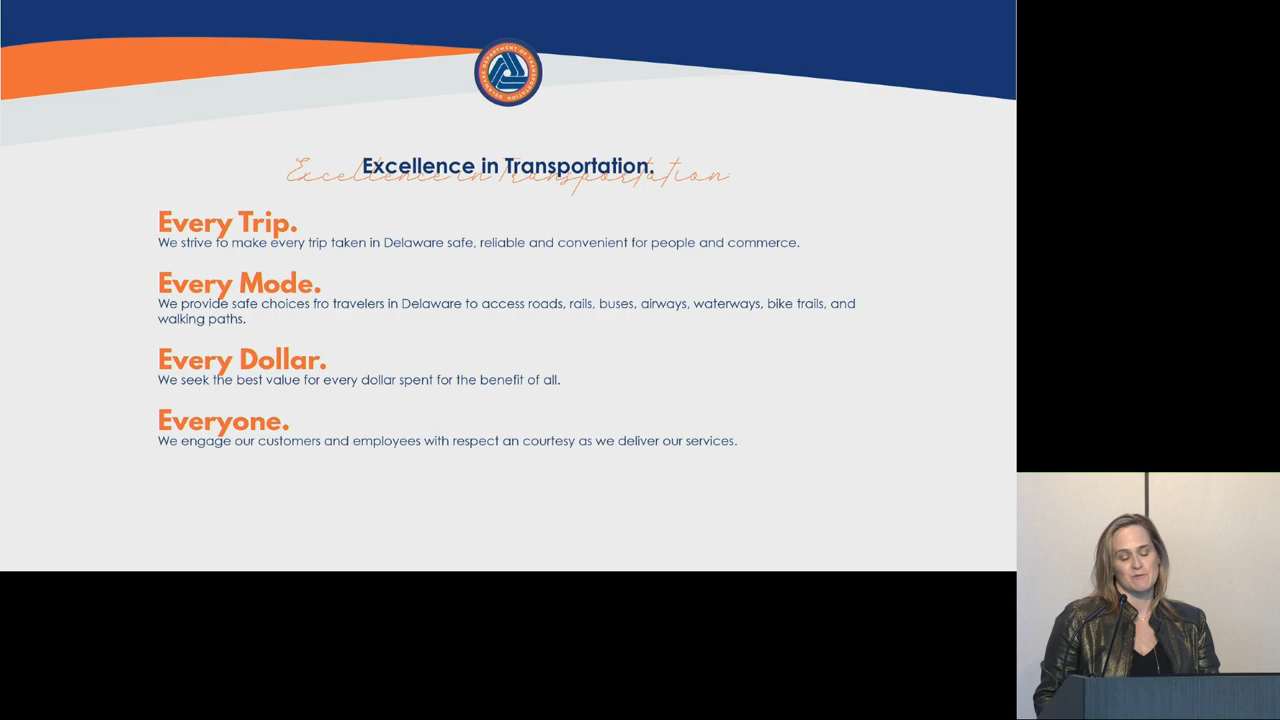 DELAWARE DEPARTMENT OF TRANSPORTATION
Excellence in Transportation
Excellence in Transportation.
Every Trip.
We strive to make every trip taken in Delaware safe, reliable and convenient for people and commerce.
Every Mode.
We provide safe choices fro travelers in Delaware to access roads, rails, buses, airways, waterways, bike trails, and
walking paths.
Every Dollar.
We seek the best value for every dollar spent for the benefit of all.
Everyone.
We engage our customers and employees with respect an courtesy as we deliver our services.